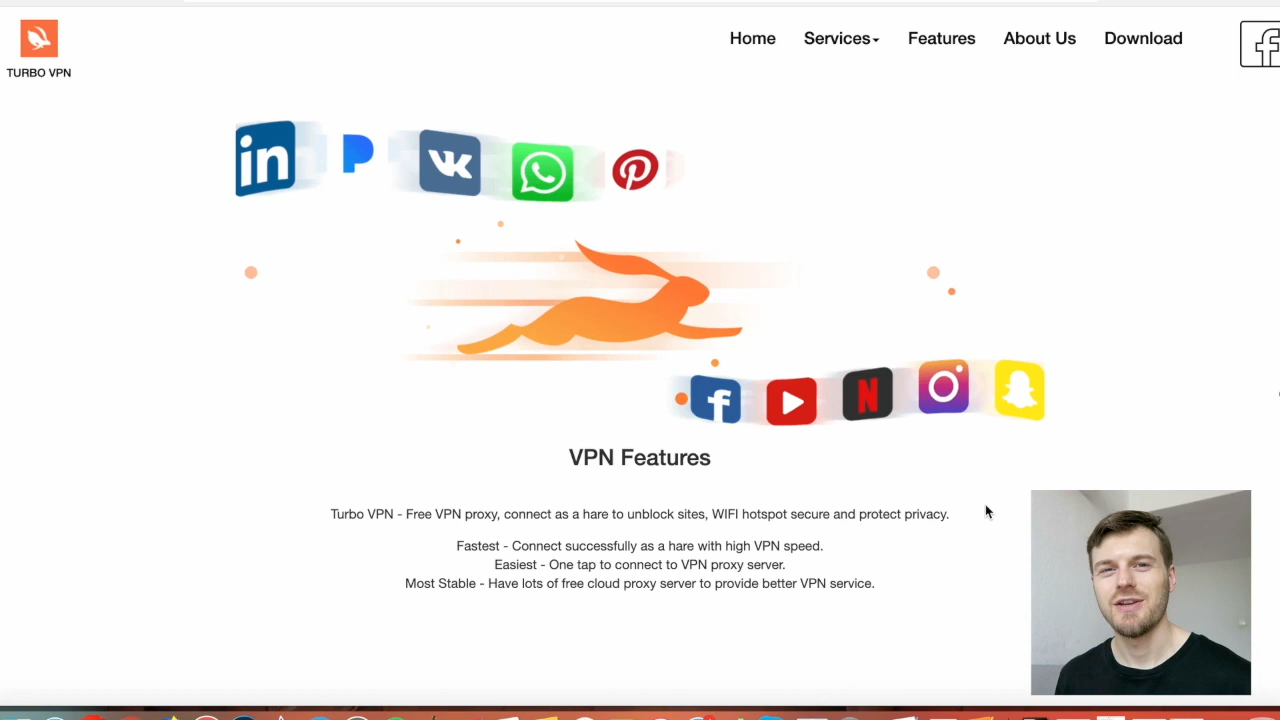 Home Services Features About Us Download
TURBO VPN
in
VK
f
N
VPN Features
Turbo VPN - Free VPN proxy, connect as a hare to unblock sites, WIFI hotspot secure and protect privacy.
Fastest - Connect successfully as a hare with high VPN speed.
Easiest - One tap to connect to VPN proxy server.
Most Stable - Have lots of free cloud proxy server to provide better VPN service.